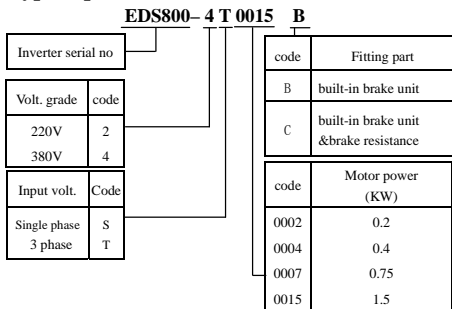 EDS800– 4 T 0015 B
Inverter serial no
Volt. grade code
220V 2
380V 4
Input volt. Code
Single phase S
3 phase T
code Fitting part
B built-in brake unit
C built-in brake unit
&brake resistance
code Motor power
(KW)
0002 0.2
0004 0.4
0007 0.75
0015 1.5